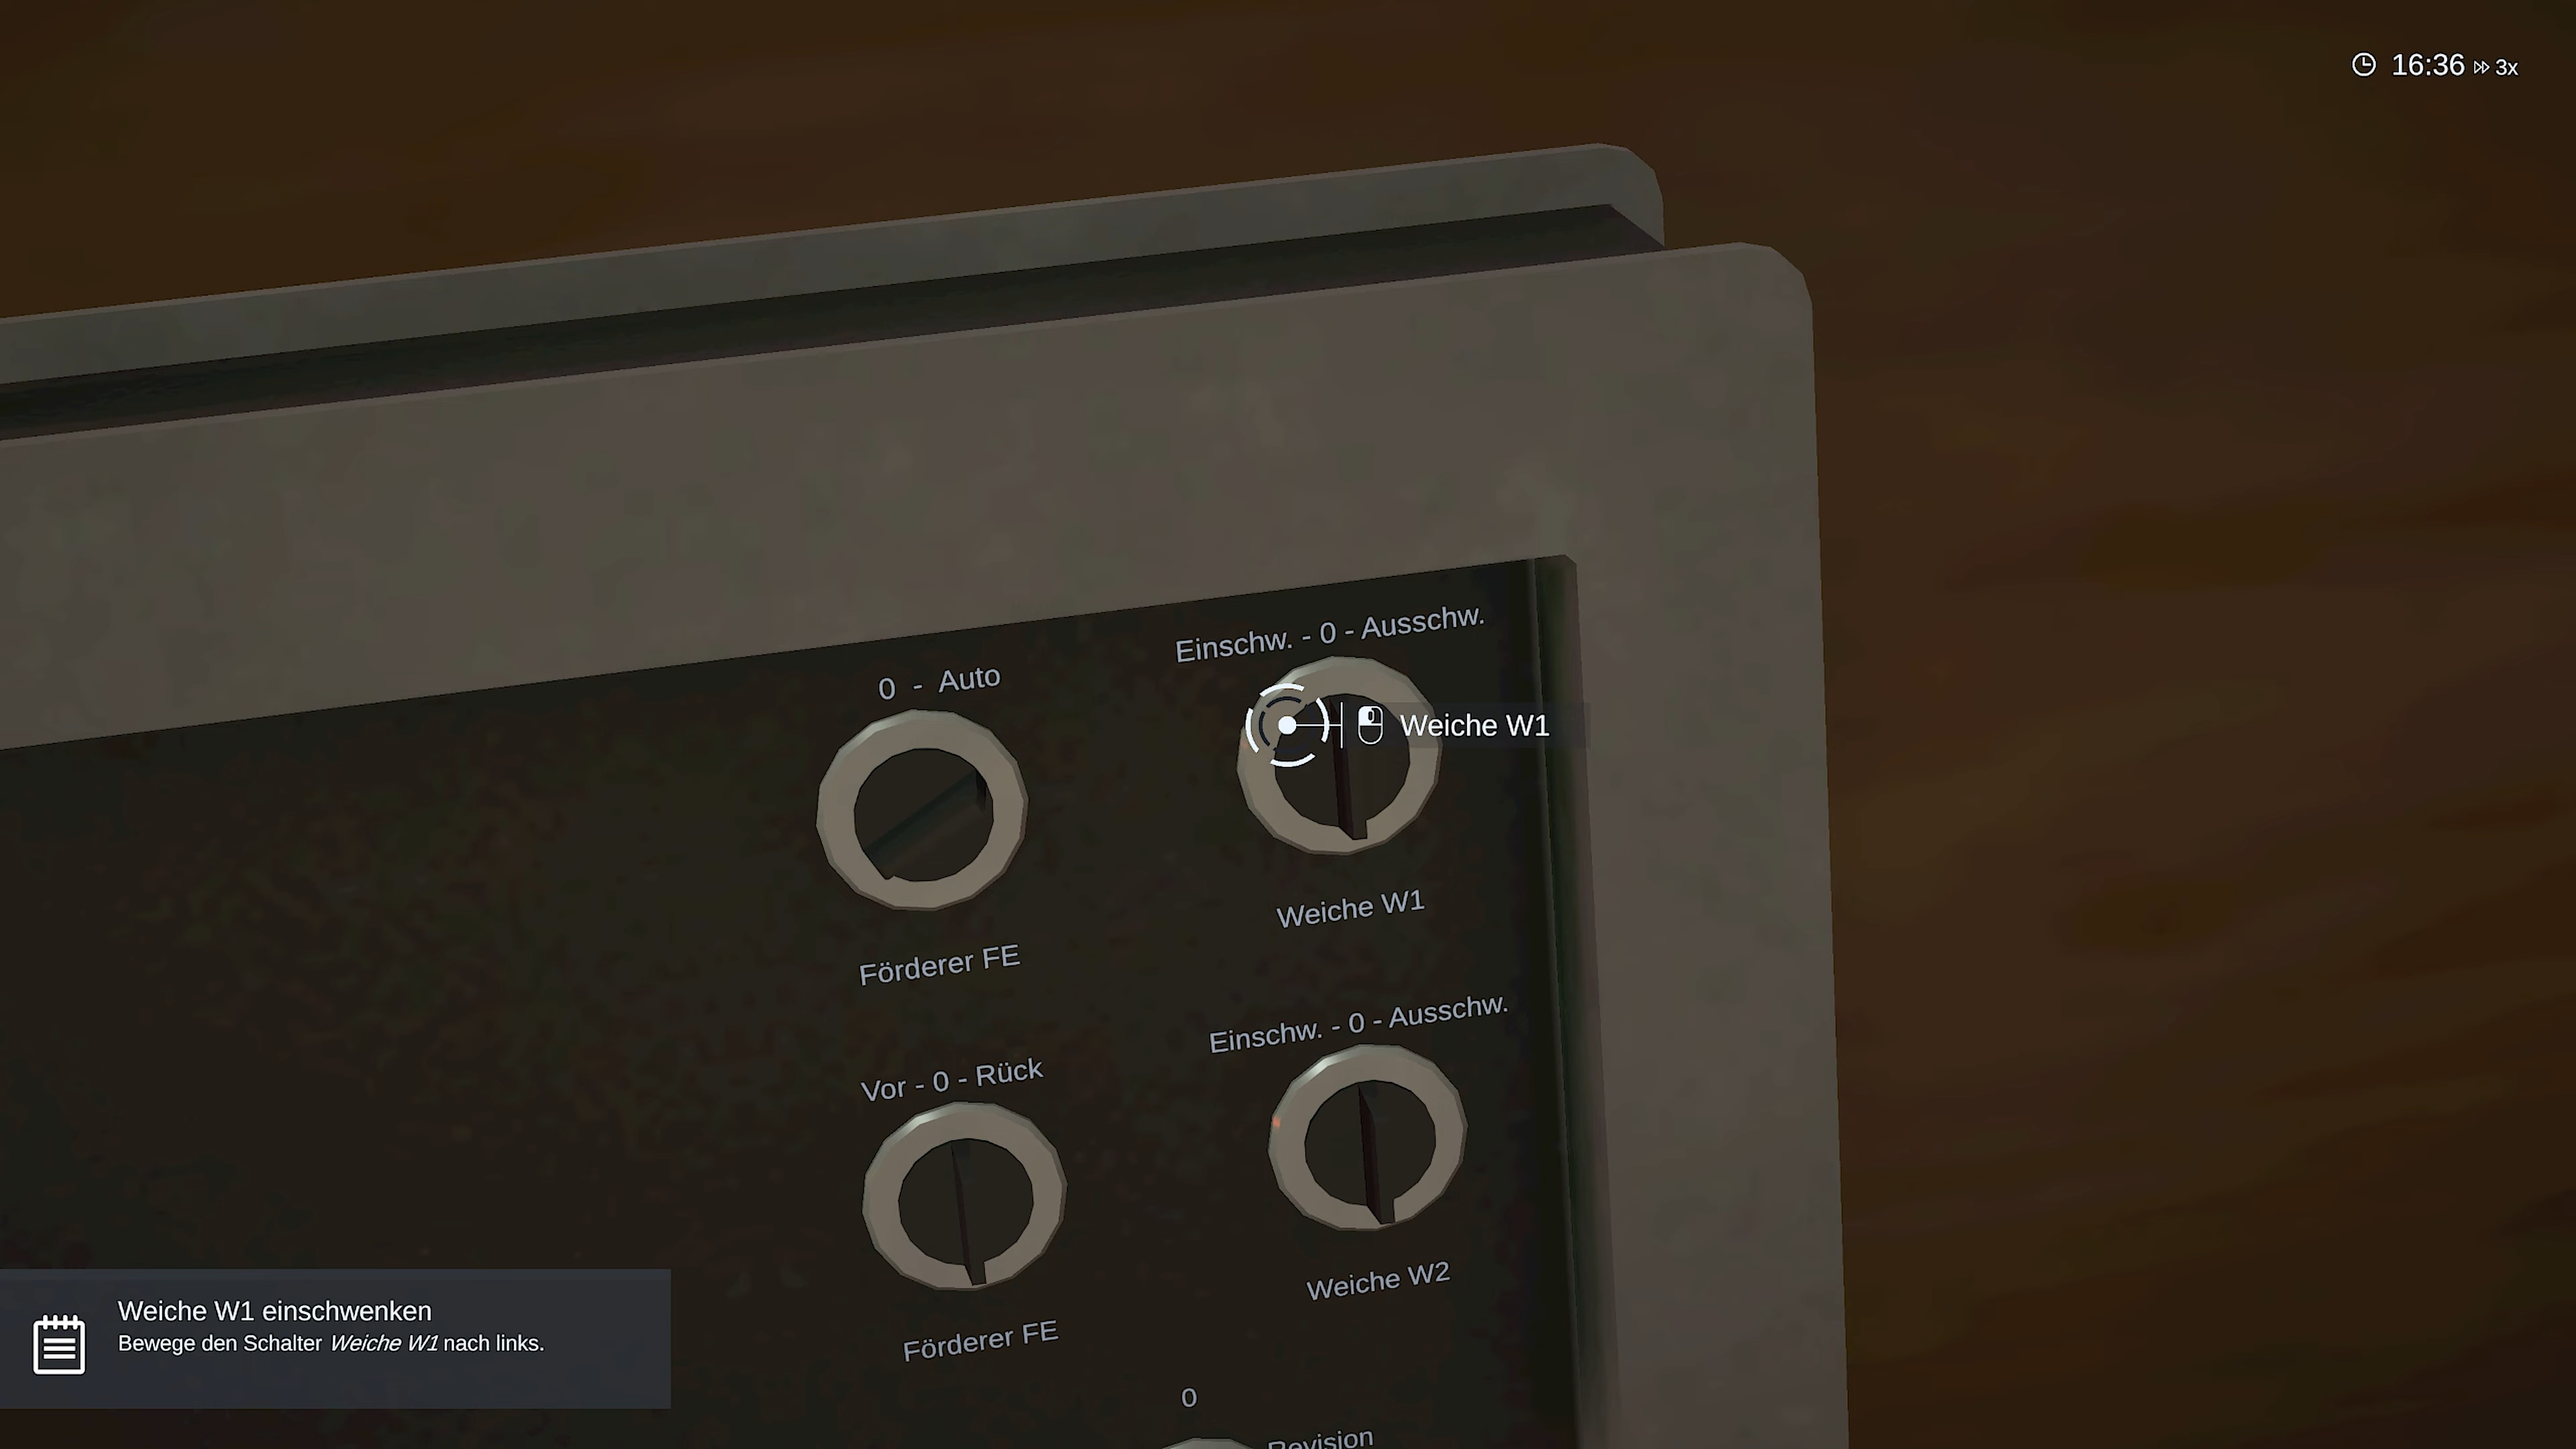 16:36 3x
Einschw. - 0 - Ausschw.
0 - Auto
Weiche W1
Weiche W1
Förderer FE
Einschw. - 0 - Ausschw.
Vor - 0 - Rück
Weiche W2
Förderer FE
Weiche W1 einschwenken
Bewege den Schalter Weiche W1 nach links.
0
Revision